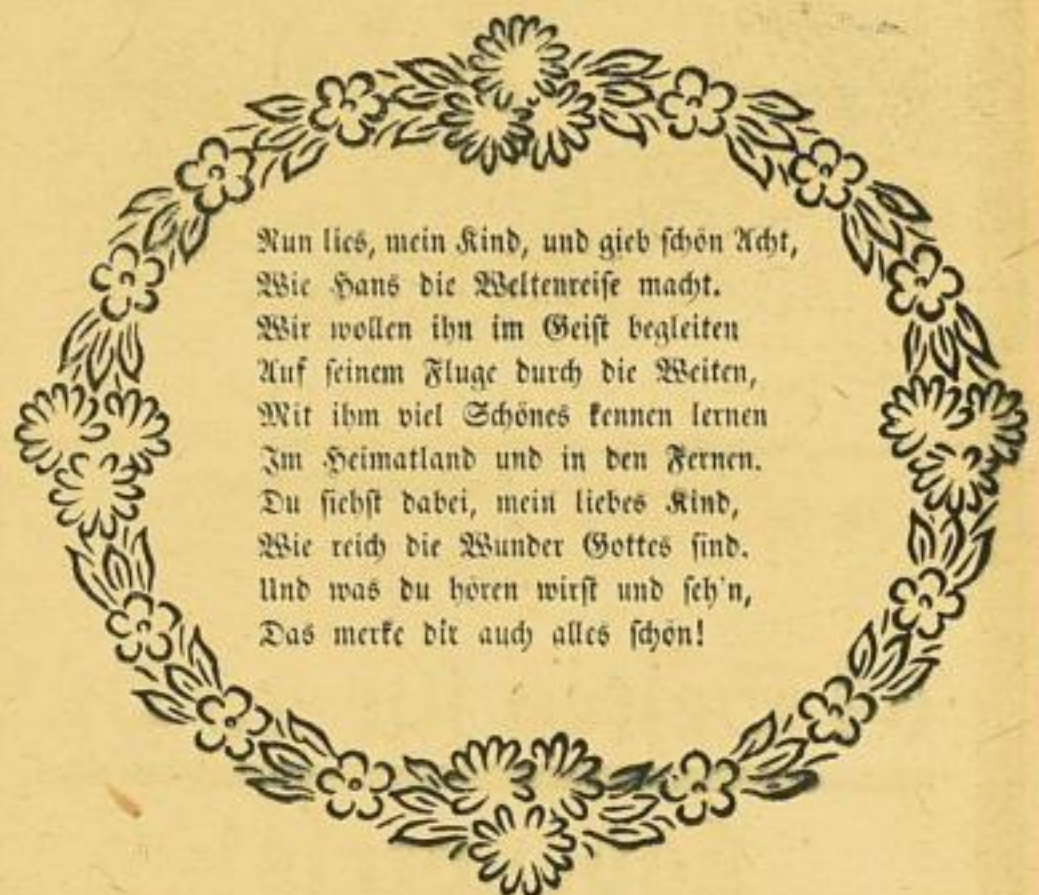 Nun lies, mein Kind, und gieb schön Acht,
Wie Hans die Weltenreise macht.
Wir wollen ihn im Geist begleiten
Auf seinem Fluge durch die Weiten,
Mit ihm viel Schönes kennen lernen
Im Heimatland und in den Fernen.
Du siehst dabei, mein liebes Kind,
Wie reich die Wunder Gottes sind.
Und was du hören wirst und seh'n,
Das merke dir auch alles schön!